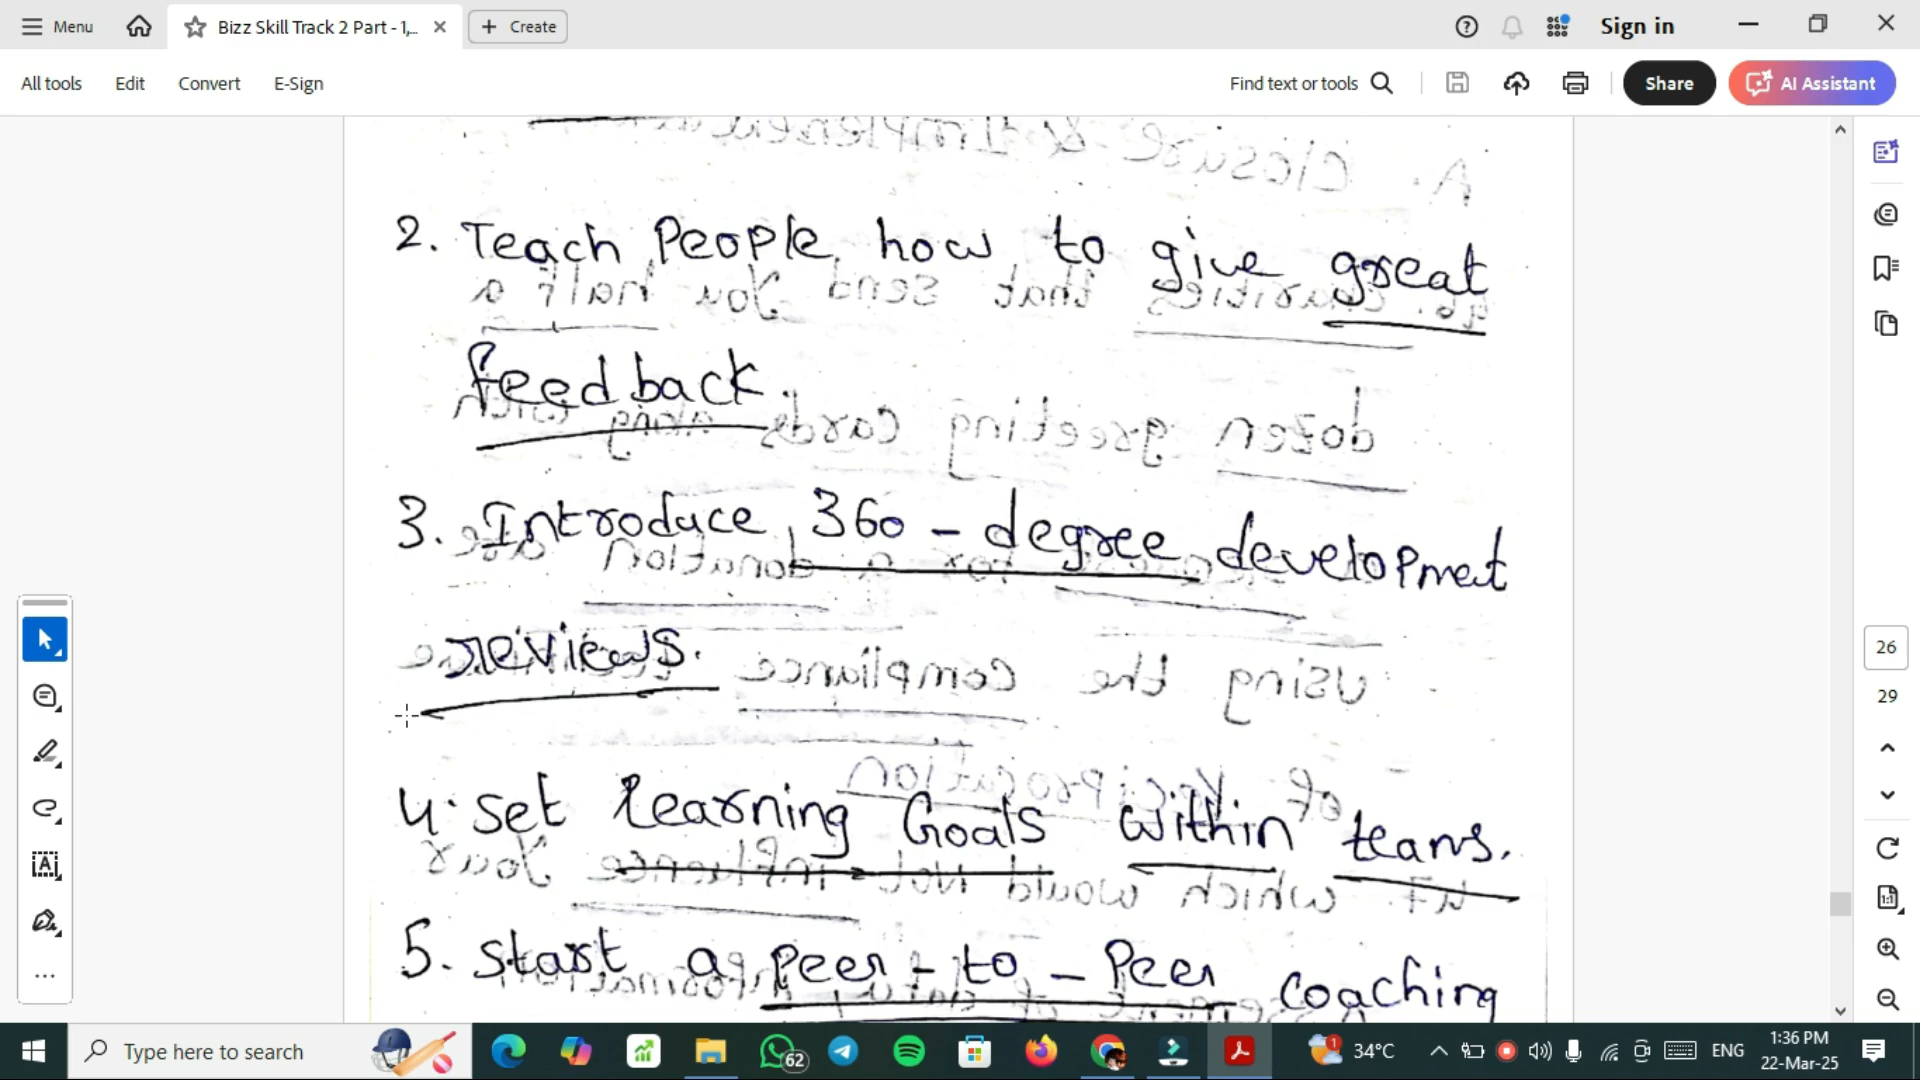 Menu
Bizz Skill Track 2 Part - 1,...
Create
Sign in
All tools
Edit
Convert
E-Sign
Find text or tools
Share
AI Assistant
2. Teach People how to give great
feedback.
3. Introduce 360 - degree development
reviews.
4. set learning Goals within teams.
5. start a Peer - to - Peer coaching
26
29
Type here to search
62
1
34°C
ENG
1:36 PM
22-Mar-25